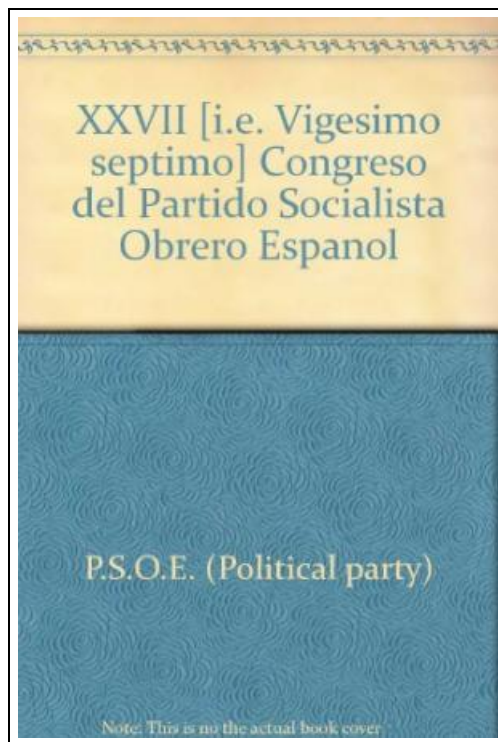 XXVII [i.e. Vigesimo
septimo] Congreso
del Partido Socialista
Obrero Espanol
P.S.O.E. (Political party)
Note: This is no the actual book cover